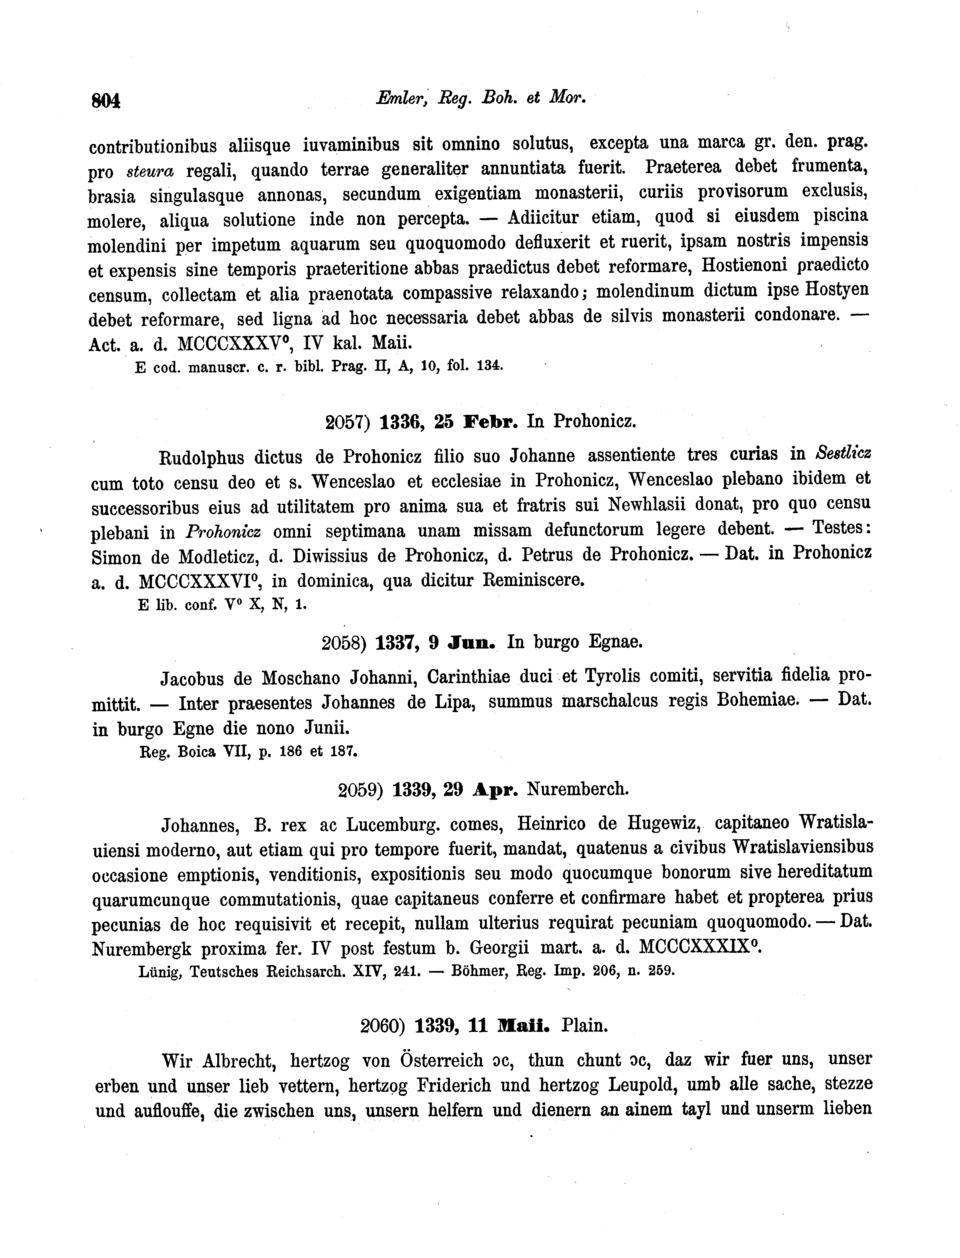 804 Emler, Reg. Boh. et Mor.
contributionibus aliisque iuvaminibus sit omnino solutus, excepta una marca gr. den. prag.
pro steura regali, quando terrae generaliter annuntiata fuerit. Praeterea debet frumenta,
brasia singulasque annonas, secundum exigentiam monasterii, curiis provisorum exclusis,
molere, aliqua solutione inde non percepta. — Adiicitur etiam, quod si eiusdem piscina
molendini per impetum aquarum seu quoquomodo defluxerit et ruerit, ipsam nostris impensis
et expensis sine temporis praeteritione abbas praedictus debet reformare, Hostienoni praedicto
censum, collectam et alia praenotata compassive relaxando; molendinum dictum ipse Hostyen
debet reformare, sed ligna ad hoc necessaria debet abbas de silvis monasterii condonare. —
Act. a. d. MCCCXXXV⁰, IV kal. Maii.
E cod. manuscr. c. r. bibl. Prag. II, A, 10, fol. 134.
2057) 1336, 25 Febr. In Prohonicz.
Rudolphus dictus de Prohonicz filio suo Johanne assentiente tres curias in Sestlicz
cum toto censu deo et s. Wenceslao et ecclesiae in Prohonicz, Wenceslao plebano ibidem et
successoribus eius ad utilitatem pro anima sua et fratris sui Newhlasii donat, pro quo censu
plebani in Prohonicz omni septimana unam missam defunctorum legere debent. — Testes:
Simon de Modleticz, d. Diwissius de Prohonicz, d. Petrus de Prohonicz. — Dat. in Prohonicz
a. d. MCCCXXXVI⁰, in dominica, qua dicitur Reminiscere.
E lib. conf. V⁰ X, N, 1.
2058) 1337, 9 Jun. In burgo Egnae.
Jacobus de Moschano Johanni, Carinthiae duci et Tyrolis comiti, servitia fidelia pro-
mittit. — Inter praesentes Johannes de Lipa, summus marschalcus regis Bohemiae. — Dat.
in burgo Egne die nono Junii.
Reg. Boica VII, p. 186 et 187.
2059) 1339, 29 Apr. Nuremberch.
Johannes, B. rex ac Lucemburg. comes, Heinrico de Hugewiz, capitaneo Wratisla-
uiensi moderno, aut etiam qui pro tempore fuerit, mandat, quatenus a civibus Wratislaviensibus
occasione emptionis, venditionis, expositionis seu modo quocumque bonorum sive hereditatum
quarumcunque commutationis, quae capitaneus conferre et confirmare habet et propterea prius
pecunias de hoc requisivit et recepit, nullam ulterius requirat pecuniam quoquomodo. — Dat.
Nurembergk proxima fer. IV post festum b. Georgii mart. a. d. MCCCXXXIX⁰.
Lünig, Teutsches Reichsarch. XIV, 241. — Böhmer, Reg. Imp. 206, n. 259.
2060) 1339, 11 Maii. Plain.
Wir Albrecht, hertzog von Österreich ɔc, thun chunt ɔc, daz wir fuer uns, unser
erben und unser lieb vettern, hertzog Friderich und hertzog Leupold, umb alle sache, stezze
und auflouffe, die zwischen uns, unsern helfern und dienern an ainem tayl und unserm lieben